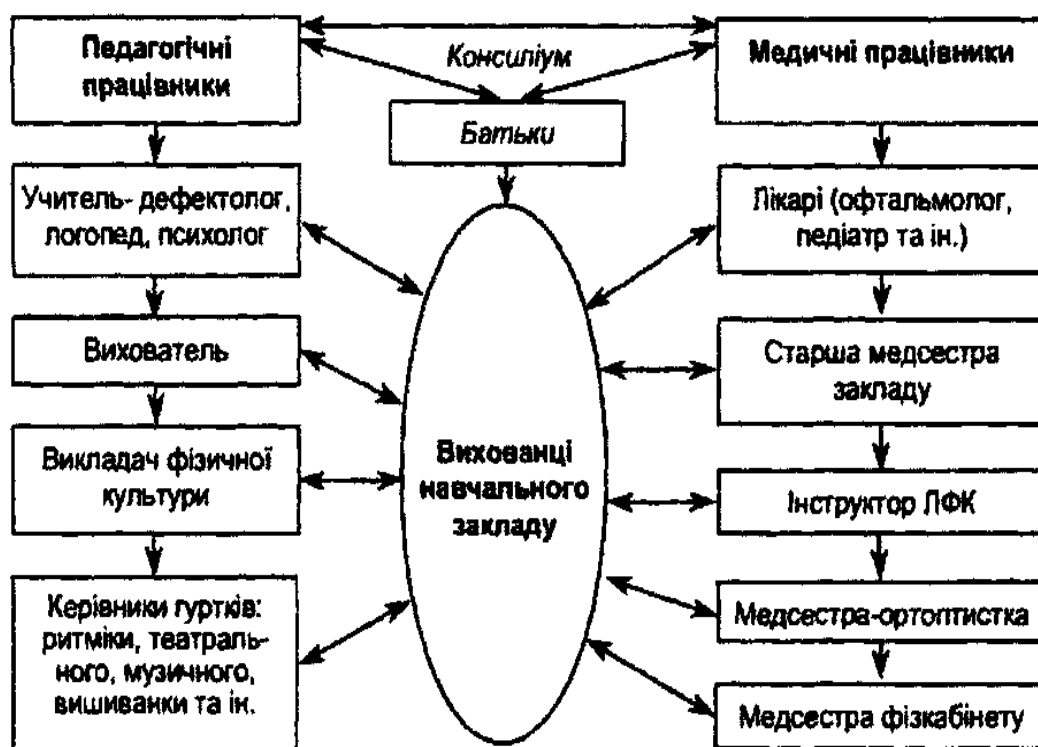 Педагогічні
працівники
Консиліум
Медичні працівники
Батьки
Учитель- дефектолог,
логопед, психолог
Лікарі (офтальмолог,
педіатр та ін.)
Вихователь
Старша медсестра
закладу
Викладач фізичної
культури
Вихованці
навчального
закладу
Інструктор ЛФК
Керівники гуртків:
ритміки, театраль-
ного, музичного,
вишиванки та ін.
Медсестра-ортоптистка
Медсестра фізкабінету